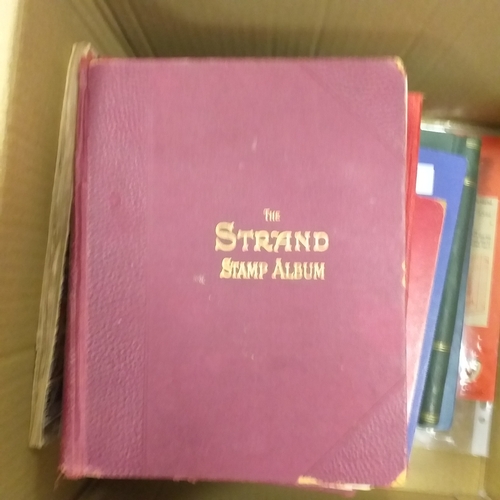 THE
STRAND
STAMP ALBUM